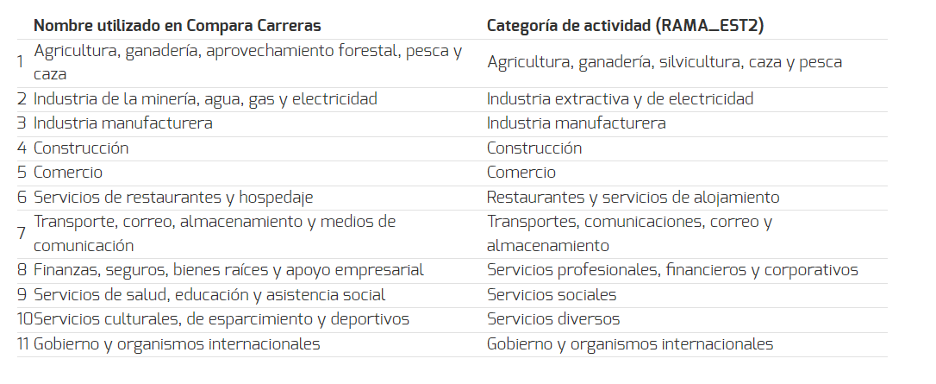 Nombre utilizado en Compara Carreras Categoría de actividad (RAMA_EST2)
1 Agricultura, ganadería, aprovechamiento forestal, pesca y caza Agricultura, ganadería, silvicultura, caza y pesca
2 Industria de la minería, agua, gas y electricidad Industria extractiva y de electricidad
3 Industria manufacturera Industria manufacturera
4 Construcción Construcción
5 Comercio Comercio
6 Servicios de restaurantes y hospedaje Restaurantes y servicios de alojamiento
7 Transporte, correo, almacenamiento y medios de comunicación Transportes, comunicaciones, correo y almacenamiento
8 Finanzas, seguros, bienes raíces y apoyo empresarial Servicios profesionales, financieros y corporativos
9 Servicios de salud, educación y asistencia social Servicios sociales
10Servicios culturales, de esparcimiento y deportivos Servicios diversos
11 Gobierno y organismos internacionales Gobierno y organismos internacionales